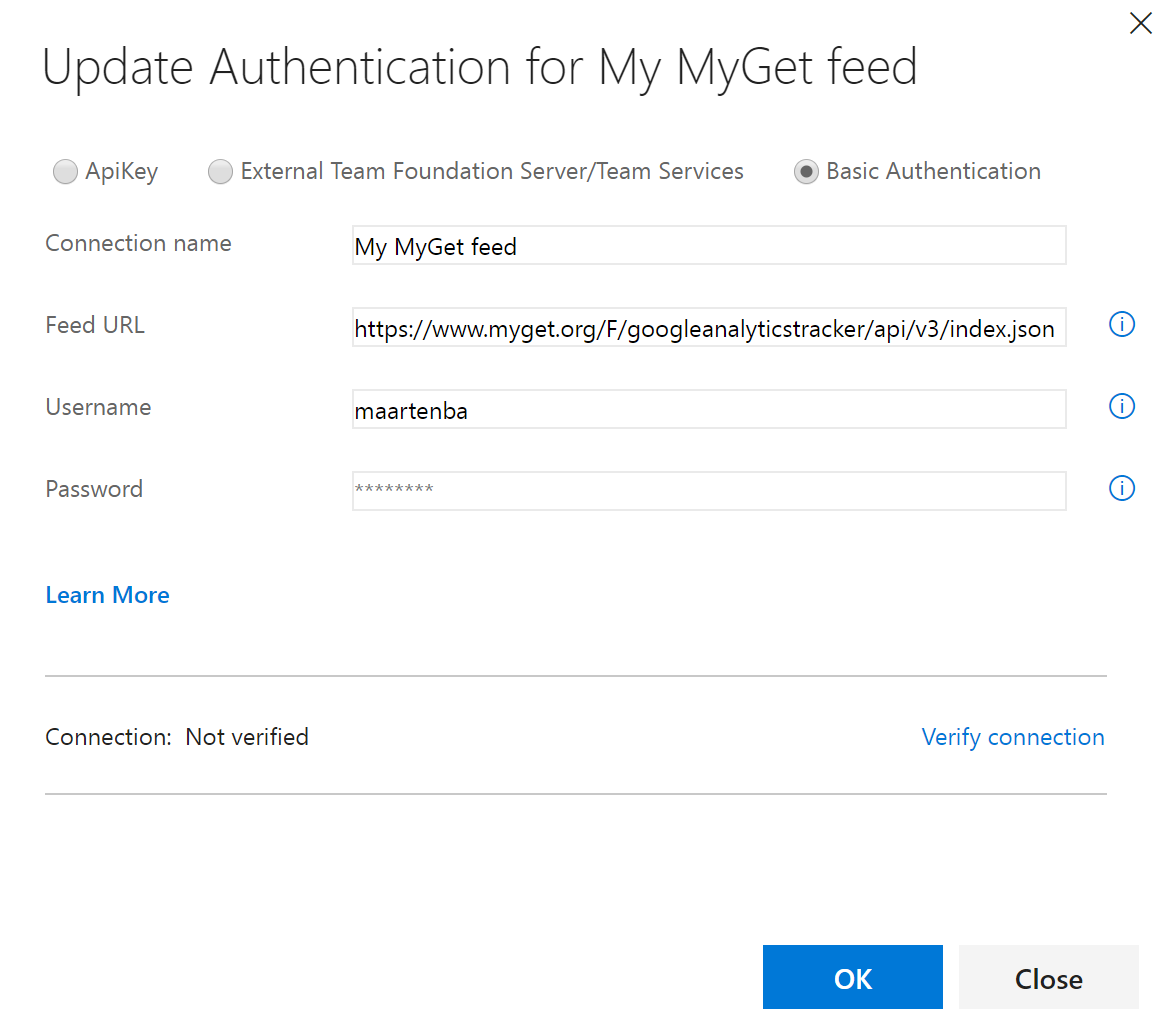 Update Authentication for My MyGet feed
ApiKey External Team Foundation Server/Team Services Basic Authentication
Connection name My MyGet feed
Feed URL https://www.myget.org/F/googleanalyticstracker/api/v3/index.json
Username maartenba
Password ********
Learn More
Connection: Not verified Verify connection
OK Close